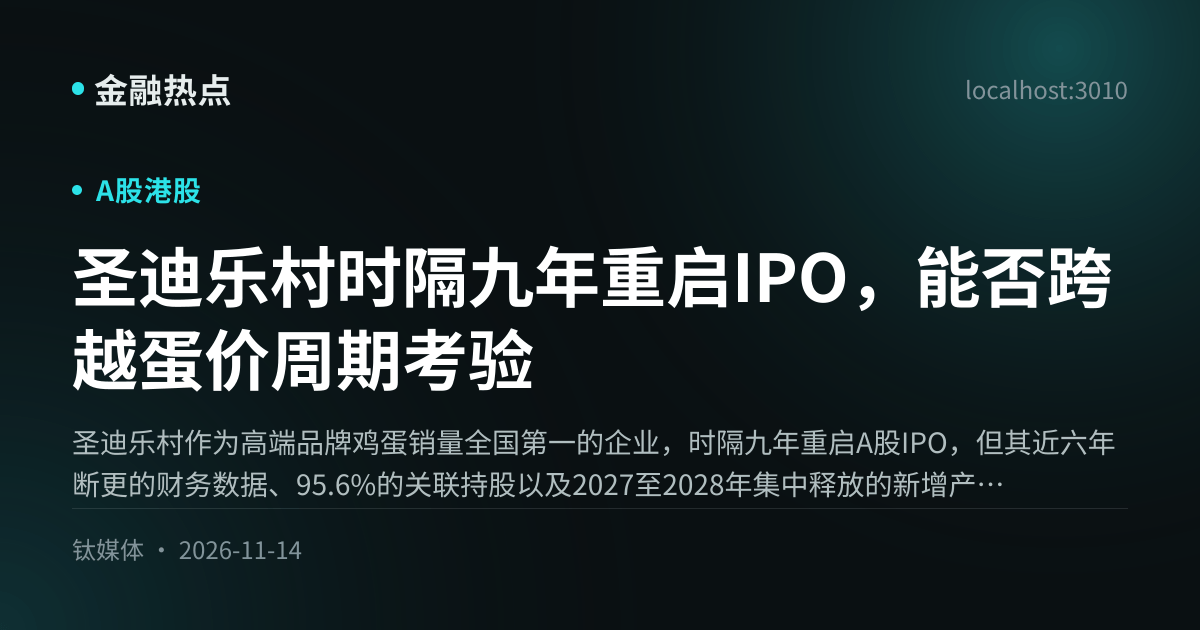 金融热点
localhost:3010
A股港股
圣迪乐村时隔九年重启IPO，能否跨
越蛋价周期考验
圣迪乐村作为高端品牌鸡蛋销量全国第一的企业，时隔九年重启A股IPO，但其近六年
断更的财务数据、95.6%的关联持股以及2027至2028年集中释放的新增产…
钛媒体 · 2026-11-14